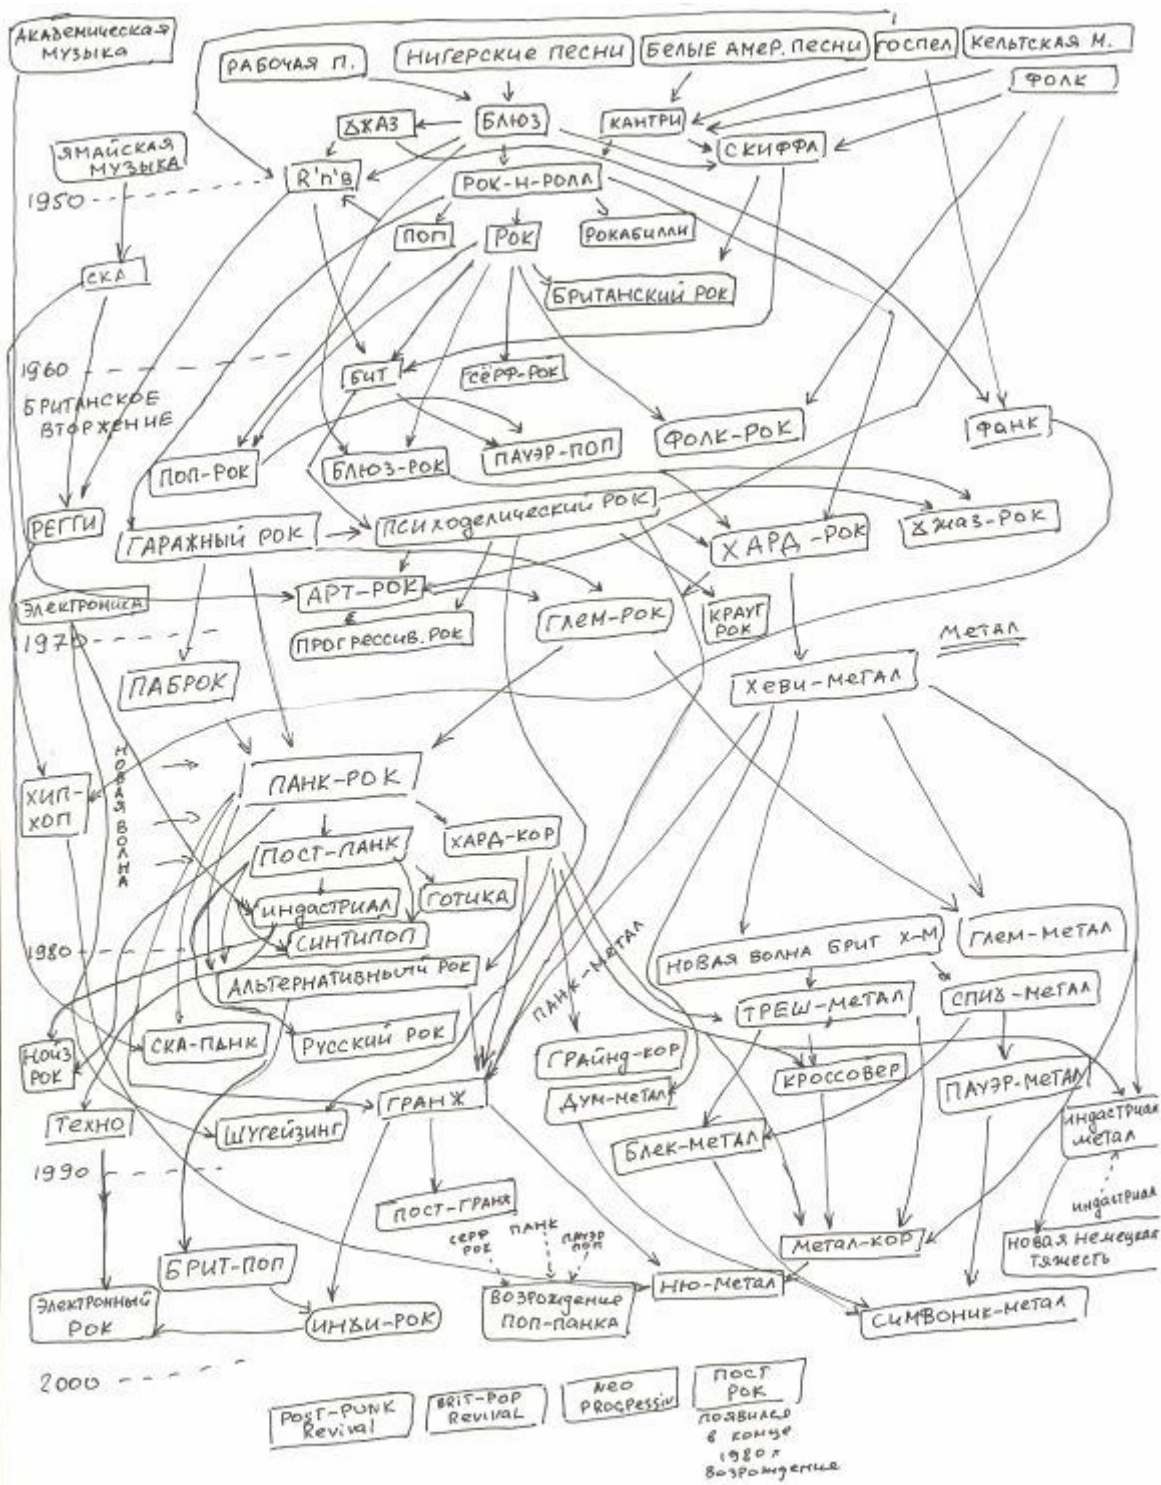 АКАДЕМИЧЕСКАЯ
МУЗЫКА
РАБОЧАЯ П.
НИГЕРСКИЕ ПЕСНИ
БЕЛЫЕ АМЕР. ПЕСНИ
ГОСПЕЛ
КЕЛЬТСКАЯ М.
ФОЛК
ДЖАЗ
БЛЮЗ
КАНТРИ
СКИФФЛ
ЯМАЙСКАЯ
МУЗЫКА
R'n'B
РОК-Н-РОЛЛ
1950
ПОП
РОК
РОКАБИЛЛИ
СКА
БРИТАНСКИЙ РОК
1960
БИТ
СЁРФ-РОК
БРИТАНСКОЕ
ВТОРЖЕНИЕ
ПОП-РОК
БЛЮЗ-РОК
ПАУЭР-ПОП
ФОЛК-РОК
ФАНК
РЕГГИ
ГАРАЖНЫЙ РОК
ПСИХОДЕЛИЧЕСКИЙ РОК
ХАРД-РОК
ДЖАЗ-РОК
ЭЛЕКТРОНИКА
АРТ-РОК
ПРОГРЕССИВ. РОК
ГЛЕМ-РОК
КРАУТ
РОК
1970
МЕТАЛ
ПАБРОК
ХЕВИ-МЕТАЛ
НОВАЯ ВОЛНА
ХИП-
ХОП
ПАНК-РОК
ПОСТ-ПАНК
ХАРД-КОР
ИНДАСТРИАЛ
ГОТИКА
СИНТИПОП
1980
АЛЬТЕРНАТИВНЫЙ РОК
ПАНК-МЕТАЛ
НОВАЯ ВОЛНА БРИТ Х-М
ГЛЕМ-МЕТАЛ
ТРЕШ-МЕТАЛ
СПИД-МЕТАЛ
НОЙЗ
РОК
СКА-ПАНК
РУССКИЙ РОК
ГРАЙНД-КОР
КРОССОВЕР
ПАУЭР-МЕТАЛ
ТЕХНО
ШУГЕЙЗИНГ
ГРАНЖ
ДУМ-МЕТАЛ
БЛЕК-МЕТАЛ
ИНДАСТРИАЛ
МЕТАЛ
1990
ПОСТ-ГРАНЖ
ИНДАСТРИАЛ
СЕРФ
РОК
ПАНК
ПАУЭР
ПОП
МЕТАЛ-КОР
НОВАЯ НЕМЕЦКАЯ
ТЯЖЕСТЬ
БРИТ-ПОП
НЮ-МЕТАЛ
ЭЛЕКТРОННЫЙ
РОК
ИНДИ-РОК
ВОЗРОЖДЕНИЕ
ПОП-ПАНКА
СИМВОНИК-МЕТАЛ
2000
POST-PUNK
Revival
BRIT-POP
REVIVAL
NEO
PROGРESSIV
ПОСТ
РОК
ПОЯВИЛСЯ
В КОНЦЕ
1980х
ВОЗРОЖДЕНИЕ